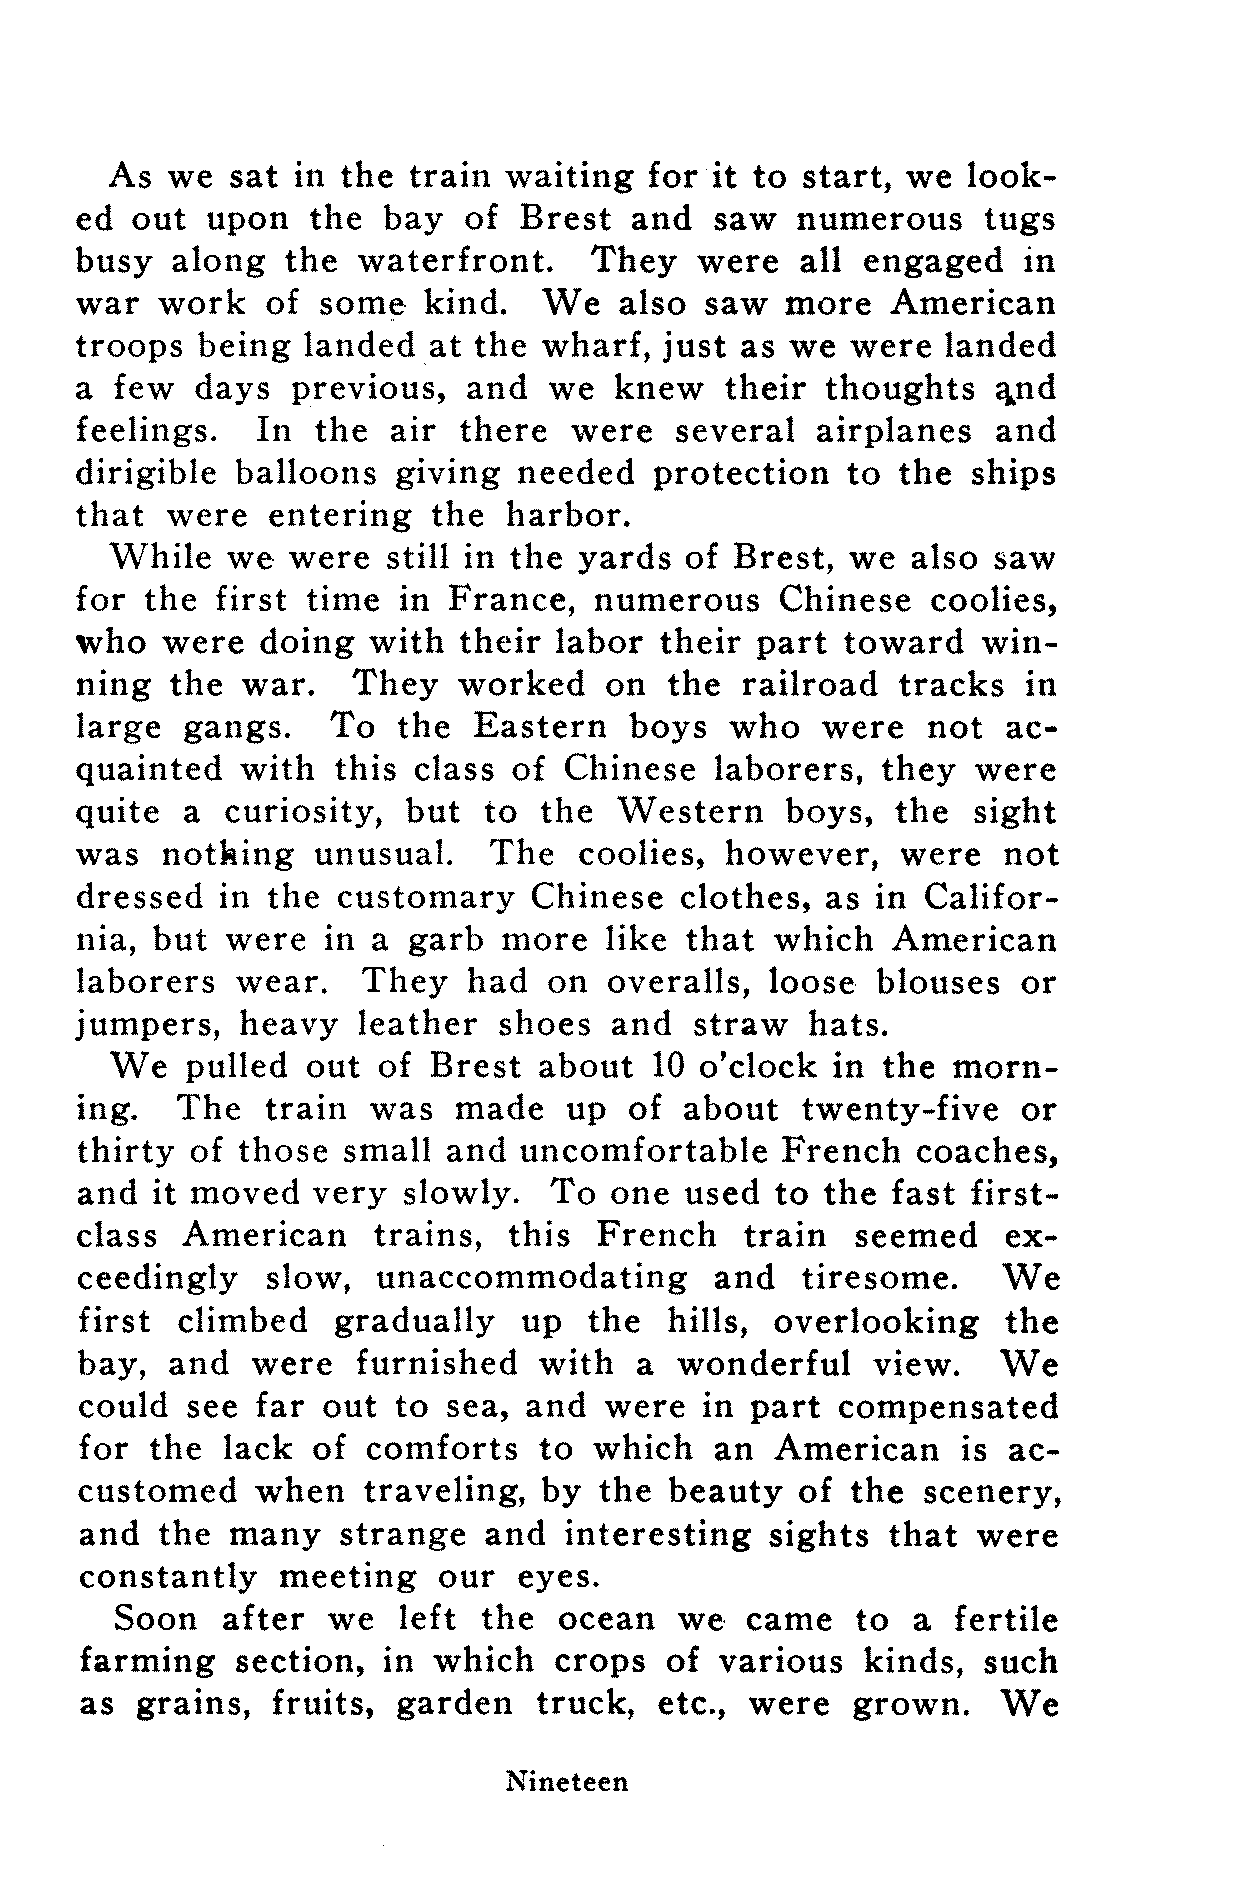 As we sat in the train waiting for it to start, we look-
ed out upon the bay of Brest and saw numerous tugs
busy along the waterfront. They were all engaged in
war work of some kind. We also saw more American
troops being landed at the wharf, just as we were landed
a few days previous, and we knew their thoughts and
feelings. In the air there were several airplanes and
dirigible balloons giving needed protection to the ships
that were entering the harbor.
While we were still in the yards of Brest, we also saw
for the first time in France, numerous Chinese coolies,
who were doing with their labor their part toward win-
ning the war. They worked on the railroad tracks in
large gangs. To the Eastern boys who were not ac-
quainted with this class of Chinese laborers, they were
quite a curiosity, but to the Western boys, the sight
was nothing unusual. The coolies, however, were not
dressed in the customary Chinese clothes, as in Califor-
nia, but were in a garb more like that which American
laborers wear. They had on overalls, loose blouses or
jumpers, heavy leather shoes and straw hats.
We pulled out of Brest about 10 o'clock in the morn-
ing. The train was made up of about twenty-five or
thirty of those small and uncomfortable French coaches,
and it moved very slowly. To one used to the fast first-
class American trains, this French train seemed ex-
ceedingly slow, unaccommodating and tiresome. We
first climbed gradually up the hills, overlooking the
bay, and were furnished with a wonderful view. We
could see far out to sea, and were in part compensated
for the lack of comforts to which an American is ac-
customed when traveling, by the beauty of the scenery,
and the many strange and interesting sights that were
constantly meeting our eyes.
Soon after we left the ocean we came to a fertile
farming section, in which crops of various kinds, such
as grains, fruits, garden truck, etc., were grown. We
Nineteen